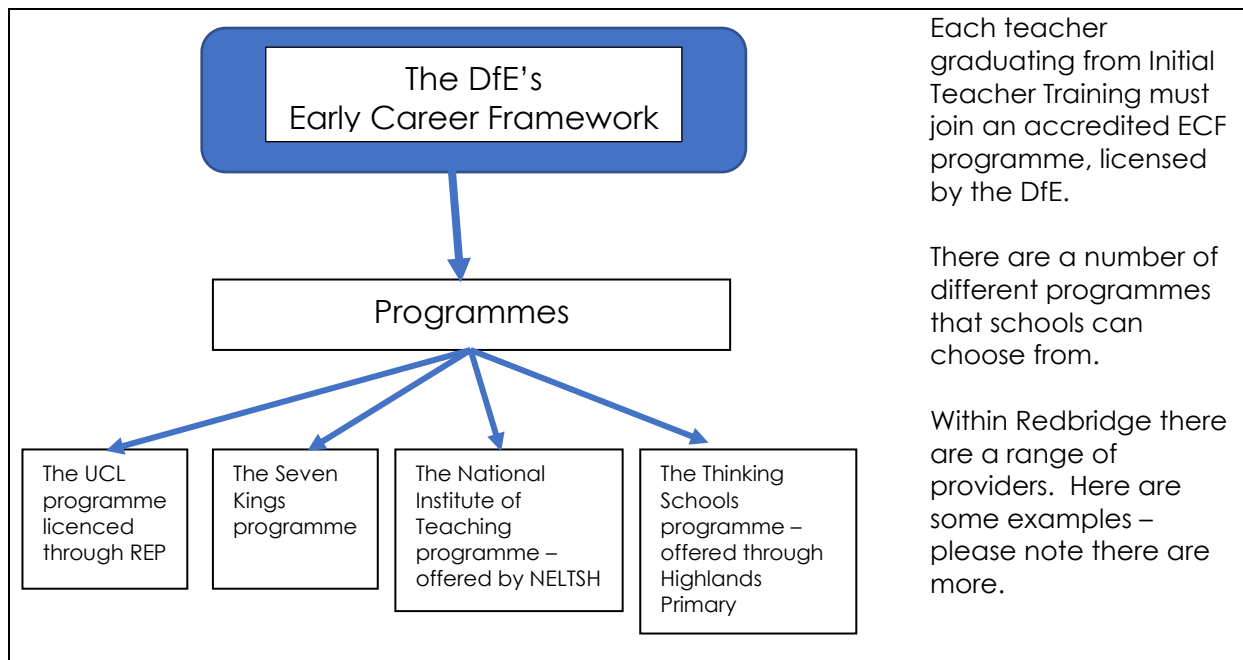 The DfE's
Early Career Framework
Programmes
The UCL
programme
licenced
through REP
The Seven
Kings
programme
The National
Institute of
Teaching
programme –
offered by NELTSH
The Thinking
Schools
programme –
offered through
Highlands
Primary
Each teacher
graduating from Initial
Teacher Training must
join an accredited ECF
programme, licensed
by the DfE.
There are a number of
different programmes
that schools can
choose from.
Within Redbridge there
are a range of
providers.  Here are
some examples –
please note there are
more.